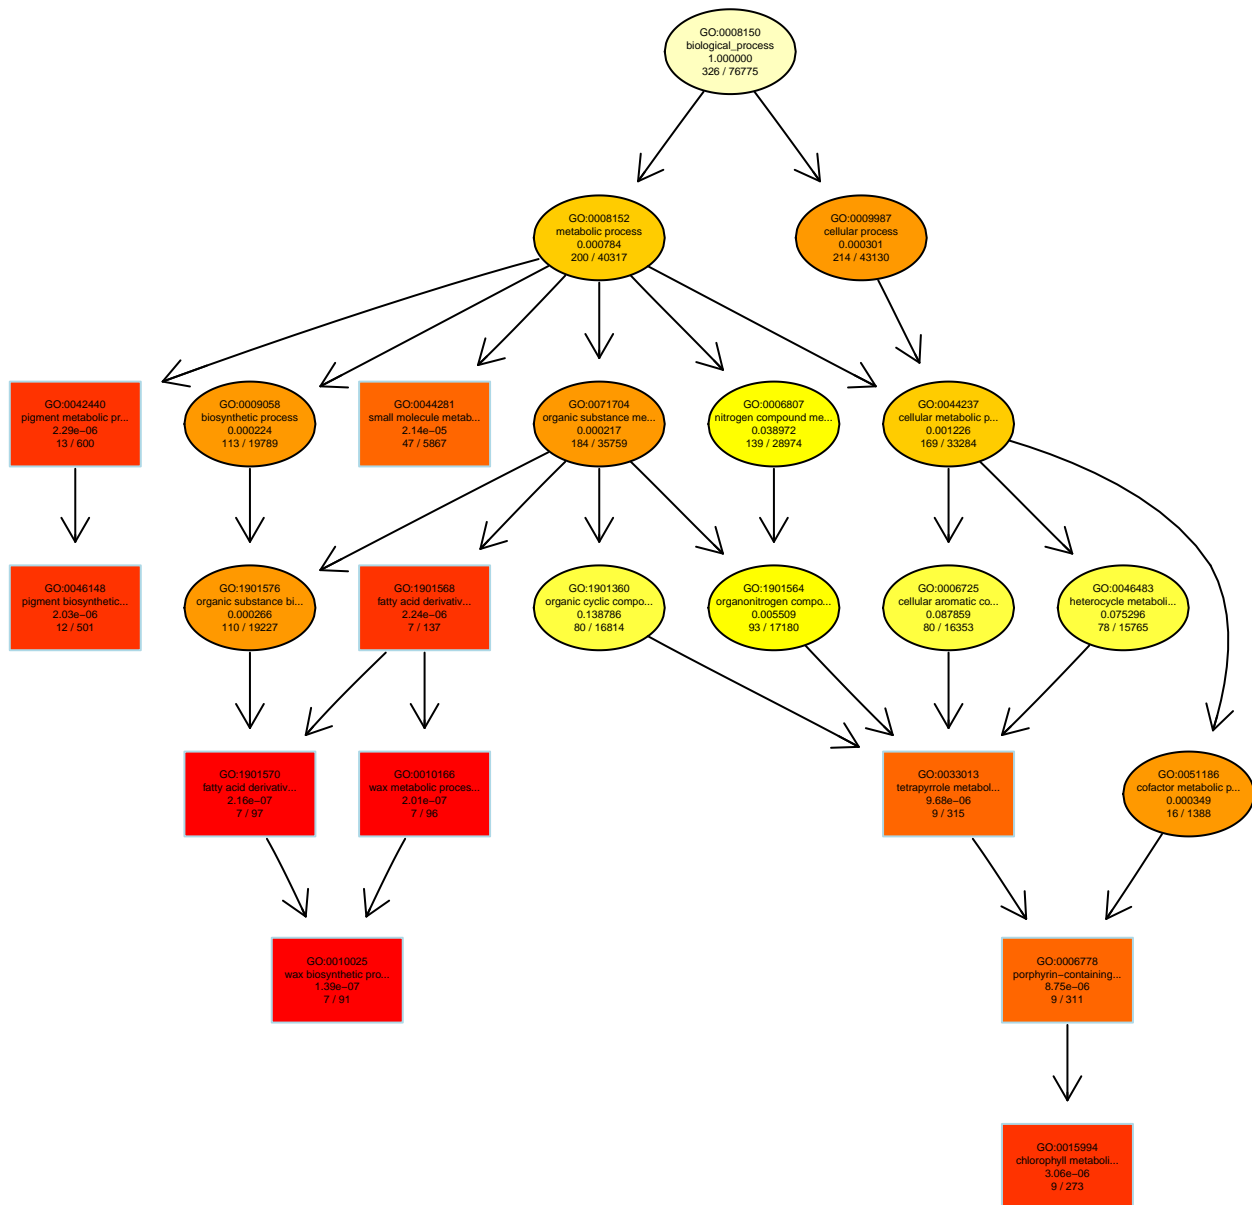 GO:0008150
biological_process
1.000000
326 / 76775
GO:0008152
metabolic process
0.000784
200 / 40317
GO:0009987
cellular process
0.000301
214 / 43130
GO:0042440
pigment metabolic pr...
2.29e−06
13 / 600
GO:0009058
biosynthetic process
0.000224
113 / 19789
GO:0044281
small molecule metab...
2.14e−05
47 / 5867
GO:0071704
organic substance me...
0.000217
184 / 35759
GO:0006807
nitrogen compound me...
0.038972
139 / 28974
GO:0044237
cellular metabolic p...
0.001226
169 / 33284
GO:0046148
pigment biosynthetic...
2.03e−06
12 / 501
GO:1901576
organic substance bi...
0.000266
110 / 19227
GO:1901568
fatty acid derivativ...
2.24e−06
7 / 137
GO:1901360
organic cyclic compo...
0.138786
80 / 16814
GO:1901564
organonitrogen compo...
0.005509
93 / 17180
GO:0006725
cellular aromatic co...
0.087859
80 / 16353
GO:0046483
heterocycle metaboli...
0.075296
78 / 15765
GO:1901570
fatty acid derivativ...
2.16e−07
7 / 97
GO:0010166
wax metabolic proces...
2.01e−07
7 / 96
GO:0033013
tetrapyrrole metabol...
9.68e−06
9 / 315
GO:0051186
cofactor metabolic p...
0.000349
16 / 1388
GO:0010025
wax biosynthetic pro...
1.39e−07
7 / 91
GO:0006778
porphyrin−containing...
8.75e−06
9 / 311
GO:0015994
chlorophyll metaboli...
3.06e−06
9 / 273